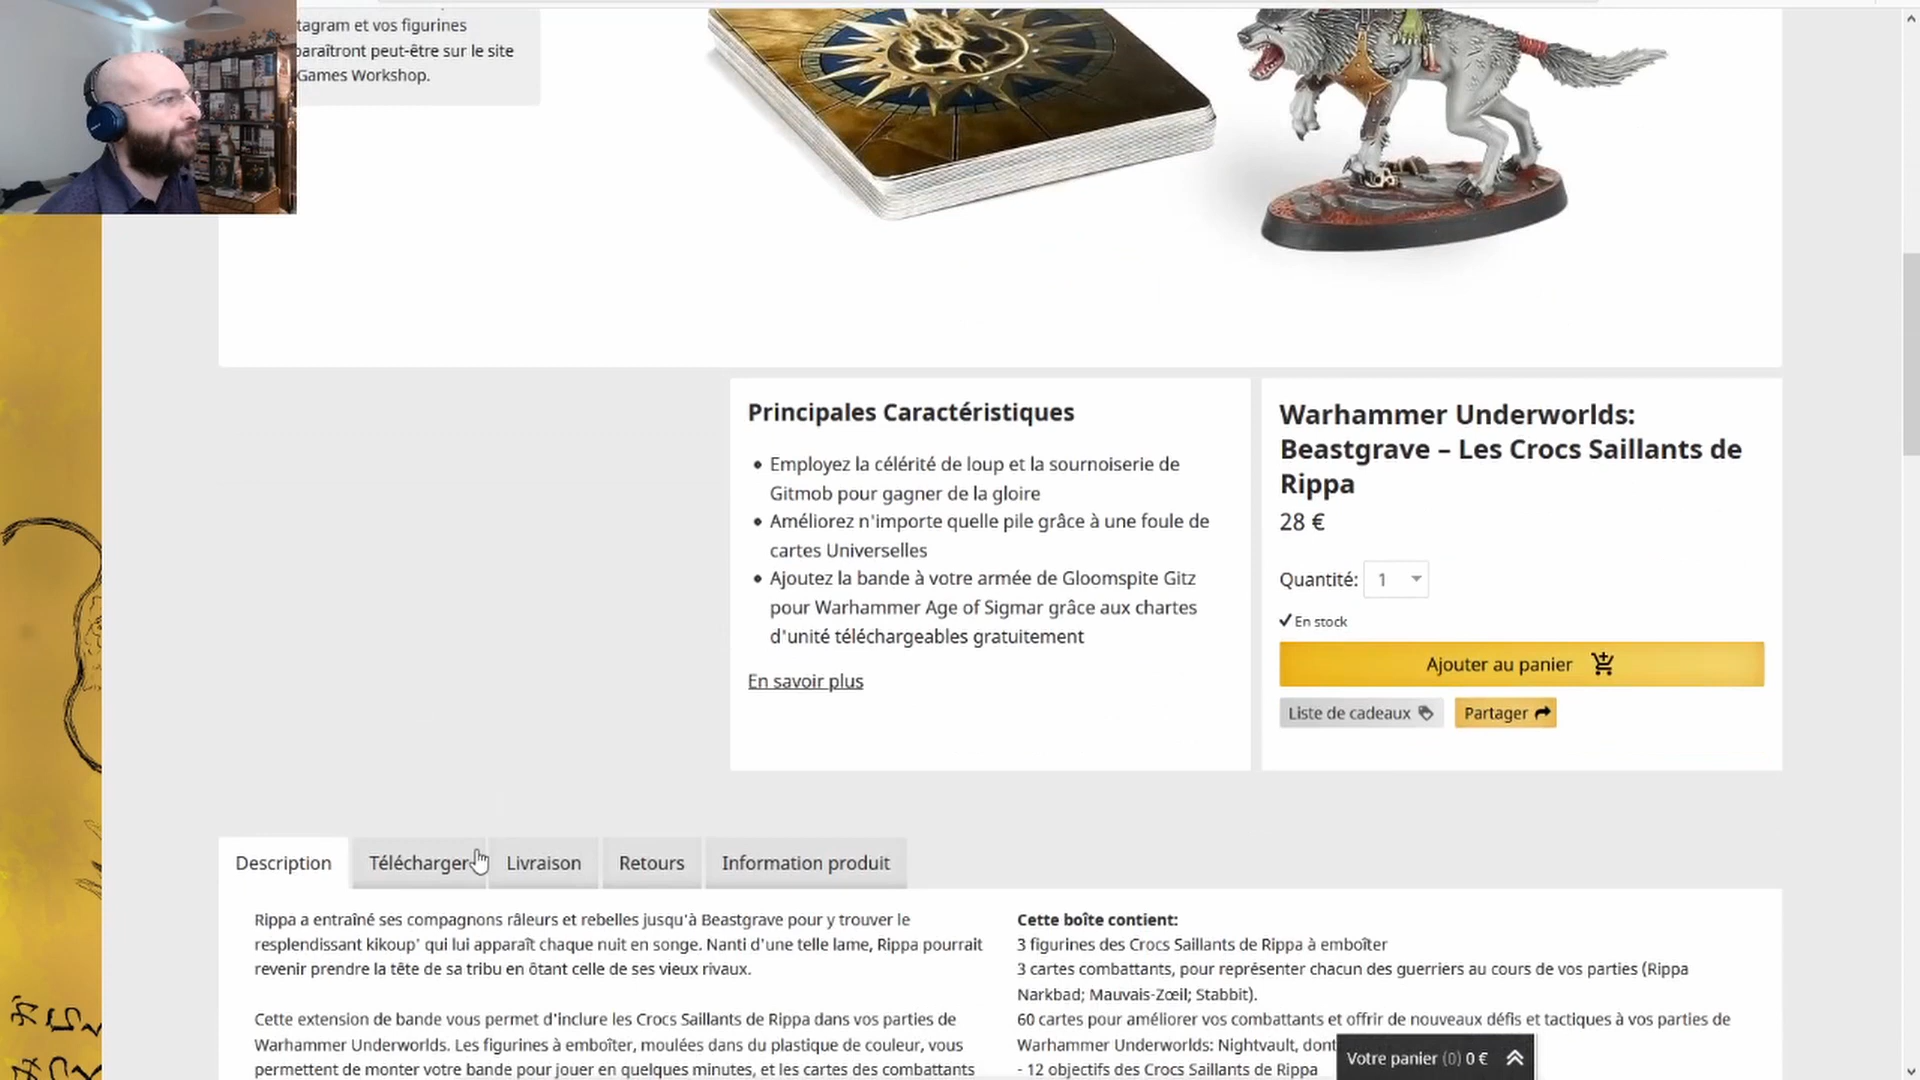 tagram et vos figurines
paraîtront peut-être sur le site
Games Workshop.
Principales Caractéristiques
• Employez la célérité de loup et la sournoiserie de
Gitmob pour gagner de la gloire
• Améliorez n'importe quelle pile grâce à une foule de
cartes Universelles
• Ajoutez la bande à votre armée de Gloomspite Gitz
pour Warhammer Age of Sigmar grâce aux chartes
d'unité téléchargeables gratuitement
En savoir plus
Warhammer Underworlds:
Beastgrave – Les Crocs Saillants de
Rippa
28 €
Quantité: 1
En stock
Ajouter au panier
Liste de cadeaux
Partager
Description
Télécharger
Livraison
Retours
Information produit
Rippa a entraîné ses compagnons râleurs et rebelles jusqu'à Beastgrave pour y trouver le
resplendissant kikoup' qui lui apparaît chaque nuit en songe. Nanti d'une telle lame, Rippa pourrait
revenir prendre la tête de sa tribu en ôtant celle de ses vieux rivaux.
Cette extension de bande vous permet d'inclure les Crocs Saillants de Rippa dans vos parties de
Warhammer Underworlds. Les figurines à emboîter, moulées dans du plastique de couleur, vous
permettent de monter votre bande pour jouer en quelques minutes, et les cartes des combattants
Cette boîte contient:
3 figurines des Crocs Saillants de Rippa à emboîter
3 cartes combattants, pour représenter chacun des guerriers au cours de vos parties (Rippa
Narkbad; Mauvais-Zœil; Stabbit).
60 cartes pour améliorer vos combattants et offrir de nouveaux défis et tactiques à vos parties de
Warhammer Underworlds: Nightvault, dont
- 12 objectifs des Crocs Saillants de Rippa
Votre panier (0) 0 €